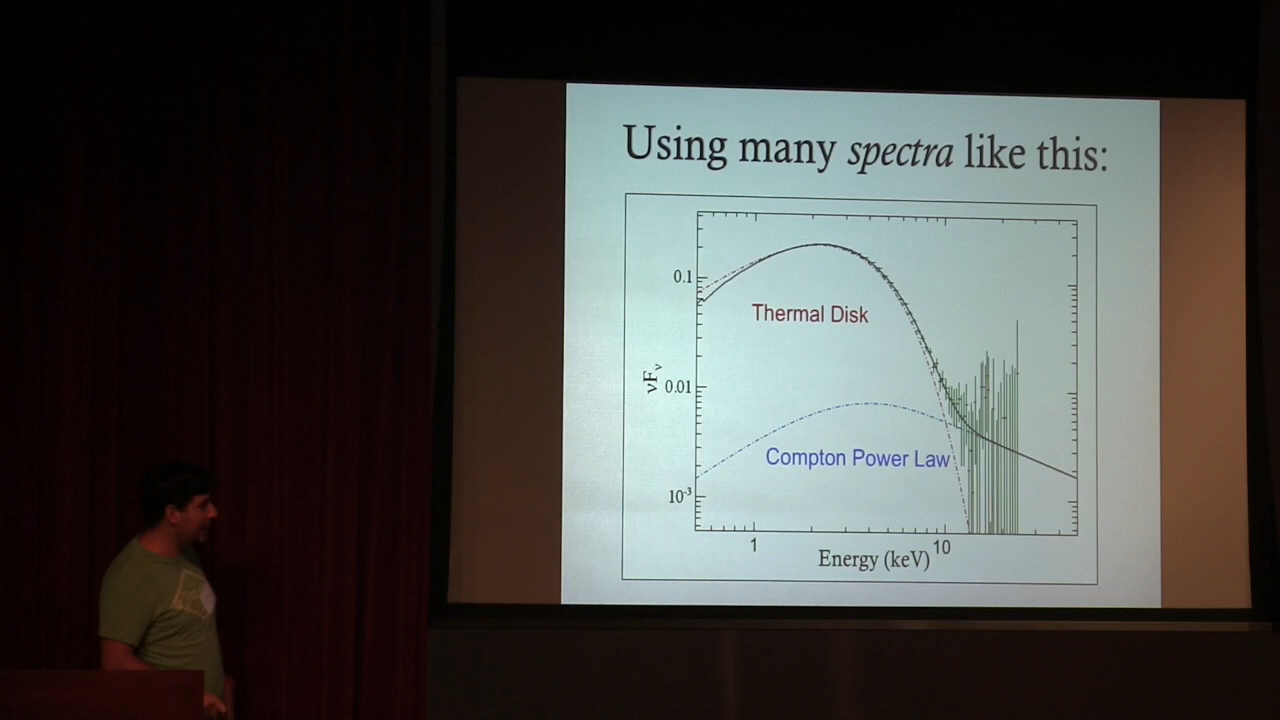 Using many spectra like this:
0.1
Thermal Disk
νFν
0.01
Compton Power Law
10-3
1
10
Energy (keV)